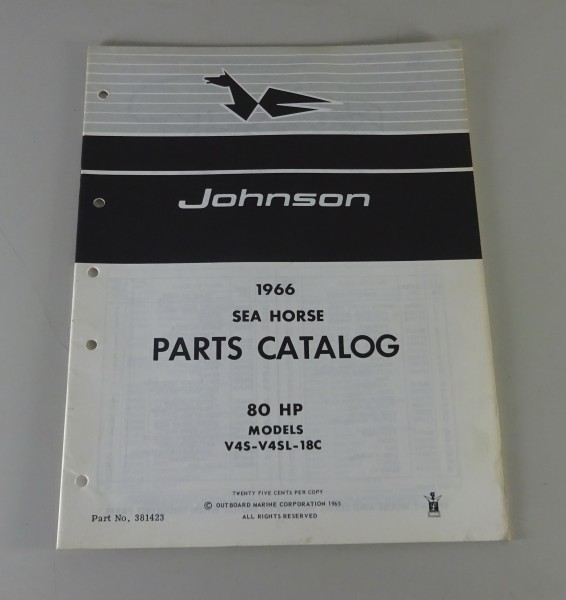 Johnson
1966
SEA HORSE
PARTS CATALOG
80 HP
MODELS
V4S-V4SL-18C
TWENTY FIVE CENTS PER COPY
© OUTBOARD MARINE CORPORATION 1965
ALL RIGHTS RESERVED
Part No. 381423